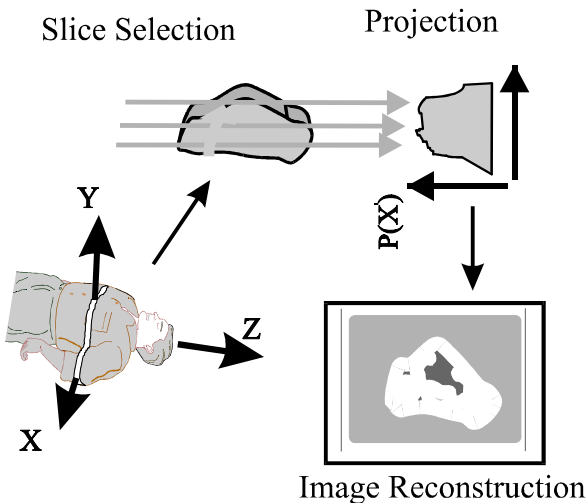 Slice Selection
Projection
P(X)
Y
Z
X
Image Reconstruction